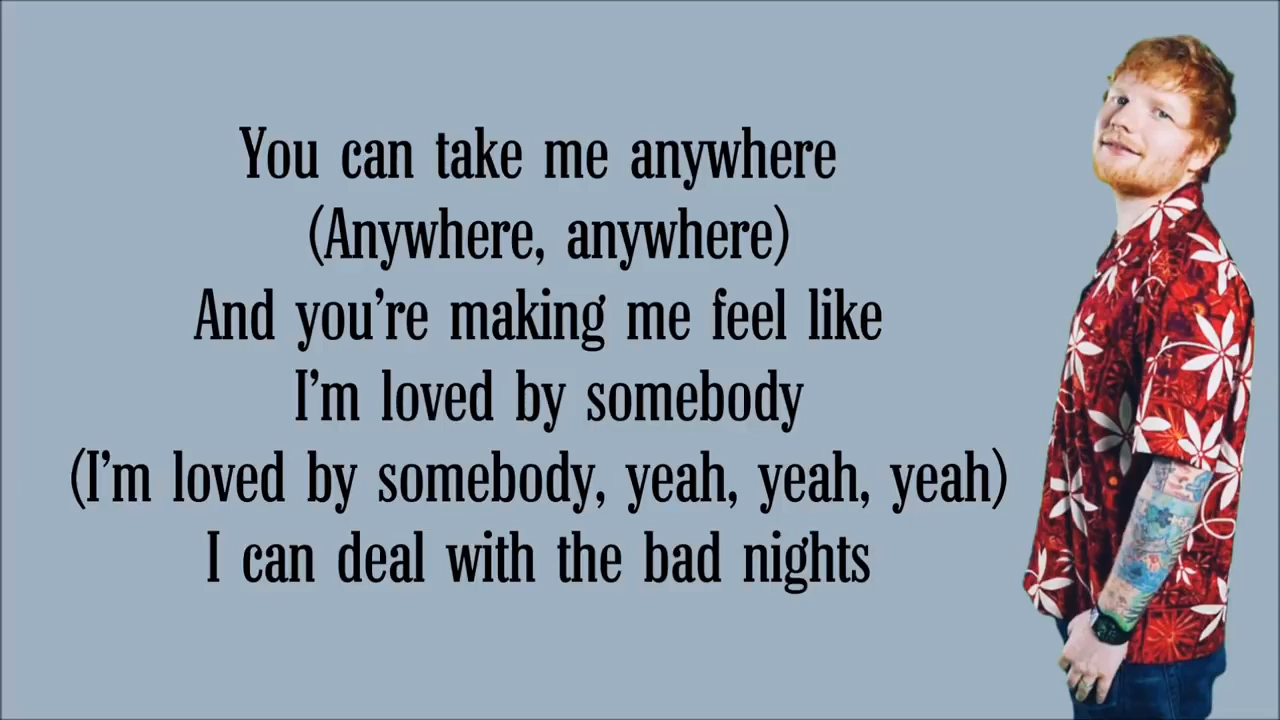 You can take me anywhere
(Anywhere, anywhere)
And you're making me feel like
I'm loved by somebody
(I'm loved by somebody, yeah, yeah, yeah)
I can deal with the bad nights